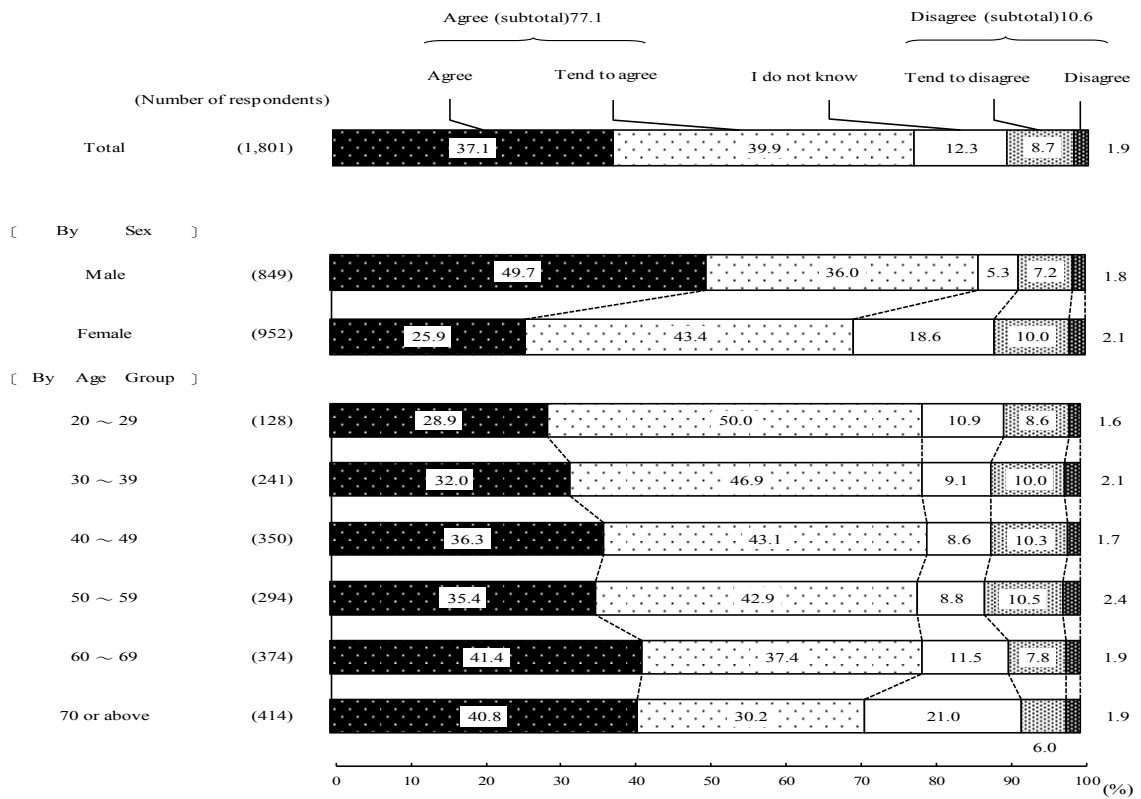 Agree (subtotal)77.1 Disagree (subtotal)10.6
Agree Tend to agree I do not know Tend to disagree Disagree
(Number of respondents)
Total (1,801) 37.1 39.9 12.3 8.7 1.9
〔 By Sex 〕
Male (849) 49.7 36.0 5.3 7.2 1.8
Female (952) 25.9 43.4 18.6 10.0 2.1
〔 By Age Group 〕
20 ～ 29 (128) 28.9 50.0 10.9 8.6 1.6
30 ～ 39 (241) 32.0 46.9 9.1 10.0 2.1
40 ～ 49 (350) 36.3 43.1 8.6 10.3 1.7
50 ～ 59 (294) 35.4 42.9 8.8 10.5 2.4
60 ～ 69 (374) 41.4 37.4 11.5 7.8 1.9
70 or above (414) 40.8 30.2 21.0 1.9
6.0
0 10 20 30 40 50 60 70 80 90 100 (%)